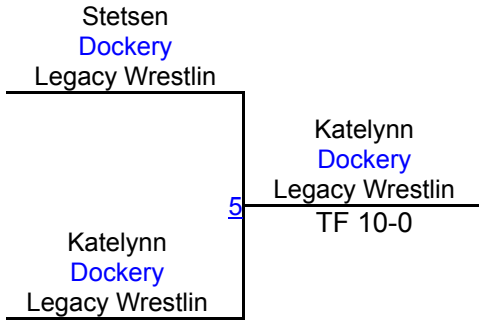 Stetsen
Dockery
Legacy Wrestlin
Katelynn
Dockery
Legacy Wrestlin
5
TF 10-0
Katelynn
Dockery
Legacy Wrestlin